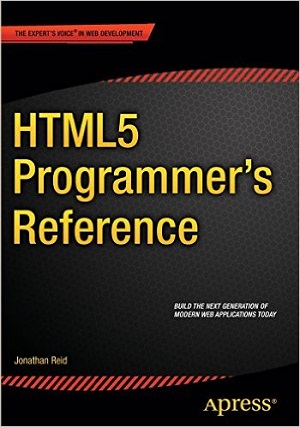 THE EXPERT'S VOICE® IN WEB DEVELOPMENT
HTML5
Programmer's
Reference
BUILD THE NEXT GENERATION OF
MODERN WEB APPLICATIONS TODAY
Jonathan Reid
Apress®